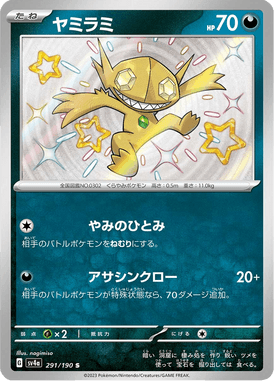 たね
ヤミラミ
HP70
全国図鑑NO.0302 くらやみポケモン 高さ：0.5m 重さ：11.0kg
やみのひとみ
相手のバトルポケモンをねむりにする。
アサシンクロー 20+
相手のバトルポケモンが特殊状態なら、70ダメージ追加。
弱点 ×2 抵抗力 にげる
illus. nagimiso
G sv4a 291/190 S
©2023 Pokémon/Nintendo/Creatures/GAME FREAK.